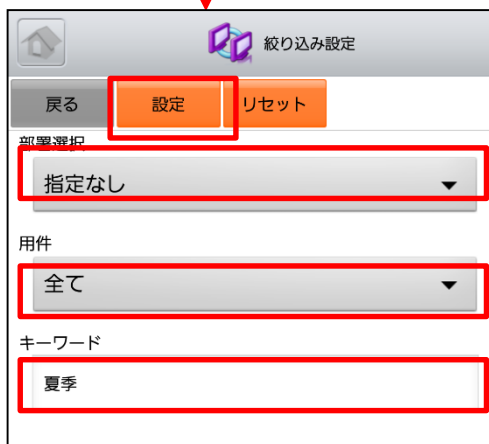 絞り込み設定
戻る 設定 リセット
部署選択
指定なし
用件
全て
キーワード
夏季